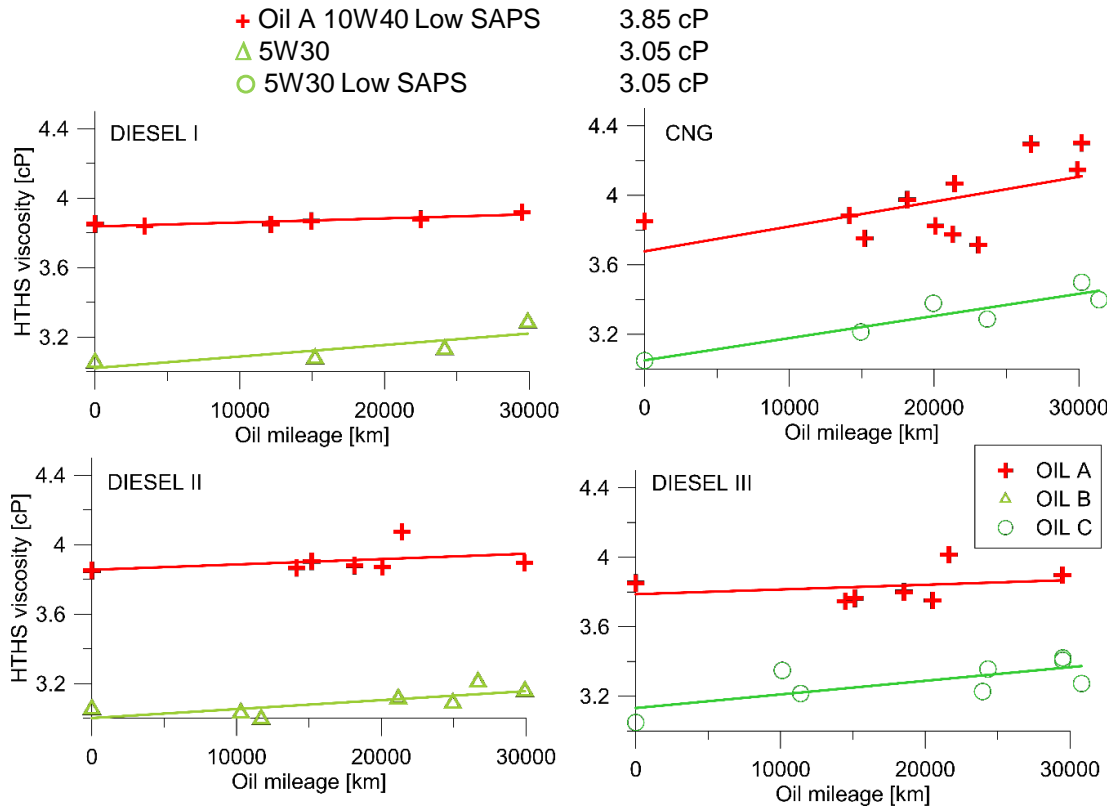 Oil A 10W40 Low SAPS 3.85 cP
5W30 3.05 cP
5W30 Low SAPS 3.05 cP
DIESEL I
HTHS viscosity [cP]
4.4
4
3.6
3.2
0 10000 20000 30000
Oil mileage [km]
CNG
4.4
4
3.6
3.2
0 10000 20000 30000
Oil mileage [km]
DIESEL II
HTHS viscosity [cP]
4.4
4
3.6
3.2
0 10000 20000 30000
Oil mileage [km]
DIESEL III
4.4
4
3.6
3.2
0 10000 20000 30000
Oil mileage [km]
OIL A
OIL B
OIL C